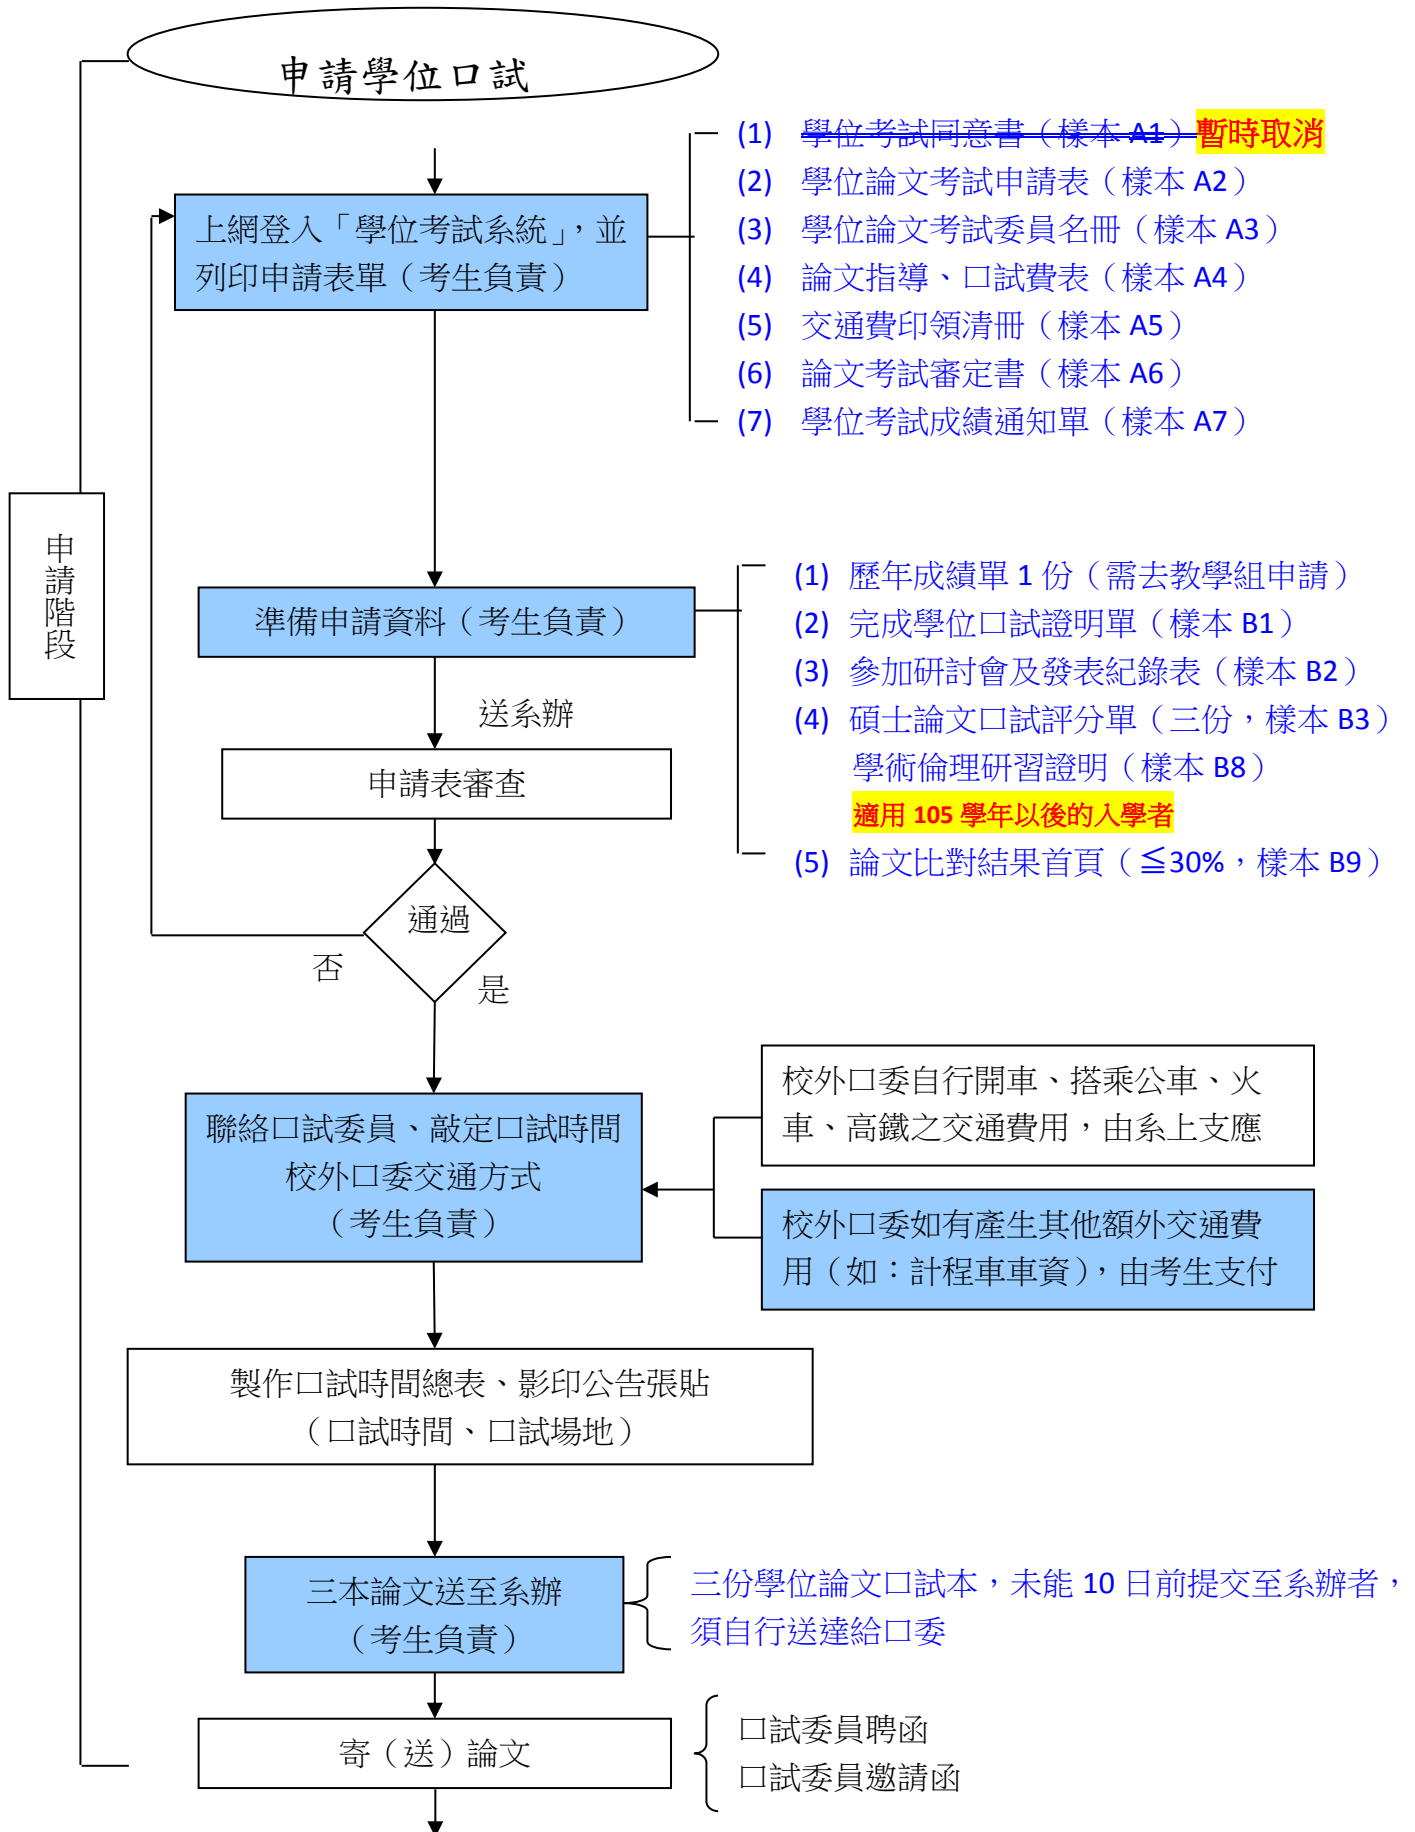 申請學位口試
(1) 學位考試同意書（樣本 A1）暫時取消
(2) 學位論文考試申請表（樣本 A2）
(3) 學位論文考試委員名冊（樣本 A3）
(4) 論文指導、口試費表（樣本 A4）
(5) 交通費印領清冊（樣本 A5）
(6) 論文考試審定書（樣本 A6）
(7) 學位考試成績通知單（樣本 A7）
上網登入「學位考試系統」，並
列印申請表單（考生負責）
申請階段
(1) 歷年成績單 1 份（需去教學組申請）
(2) 完成學位口試證明單（樣本 B1）
(3) 參加研討會及發表紀錄表（樣本 B2）
(4) 碩士論文口試評分單（三份，樣本 B3）
學術倫理研習證明（樣本 B8）
適用 105 學年以後的入學者
(5) 論文比對結果首頁（≦30%，樣本 B9）
準備申請資料（考生負責）
送系辦
申請表審查
通過
否
是
聯絡口試委員、敲定口試時間
校外口委交通方式
（考生負責）
校外口委自行開車、搭乘公車、火
車、高鐵之交通費用，由系上支應
校外口委如有產生其他額外交通費
用（如：計程車車資），由考生支付
製作口試時間總表、影印公告張貼
（口試時間、口試場地）
三本論文送至系辦
（考生負責）
三份學位論文口試本，未能 10 日前提交至系辦者，
須自行送達給口委
寄（送）論文
口試委員聘函
口試委員邀請函